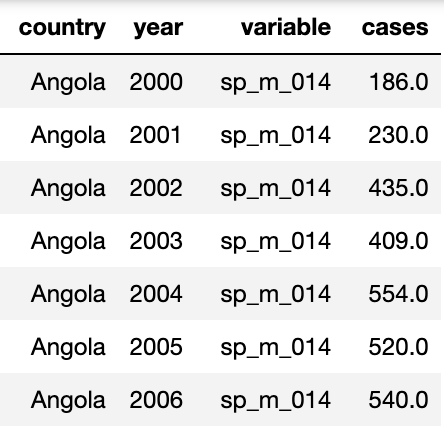 country year variable cases
Angola 2000 sp_m_014 186.0
Angola 2001 sp_m_014 230.0
Angola 2002 sp_m_014 435.0
Angola 2003 sp_m_014 409.0
Angola 2004 sp_m_014 554.0
Angola 2005 sp_m_014 520.0
Angola 2006 sp_m_014 540.0